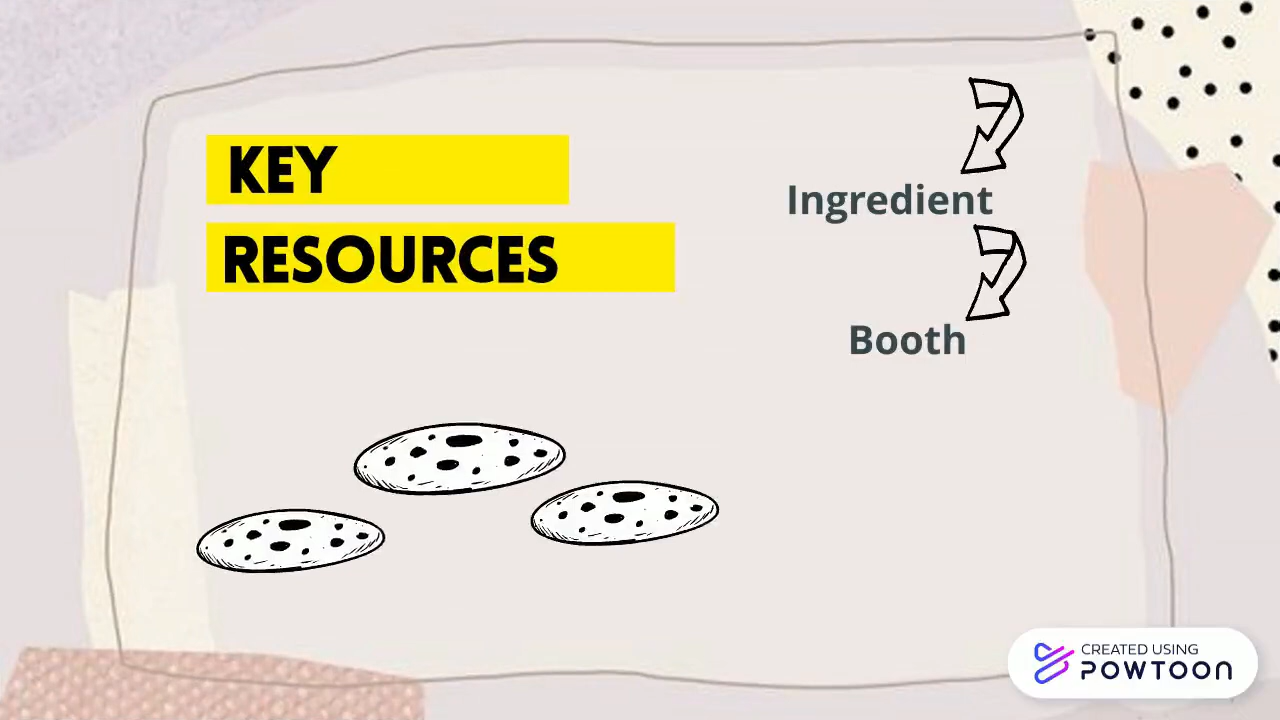 KEY
RESOURCES
Ingredient
Booth
CREATED USING
POWTOON